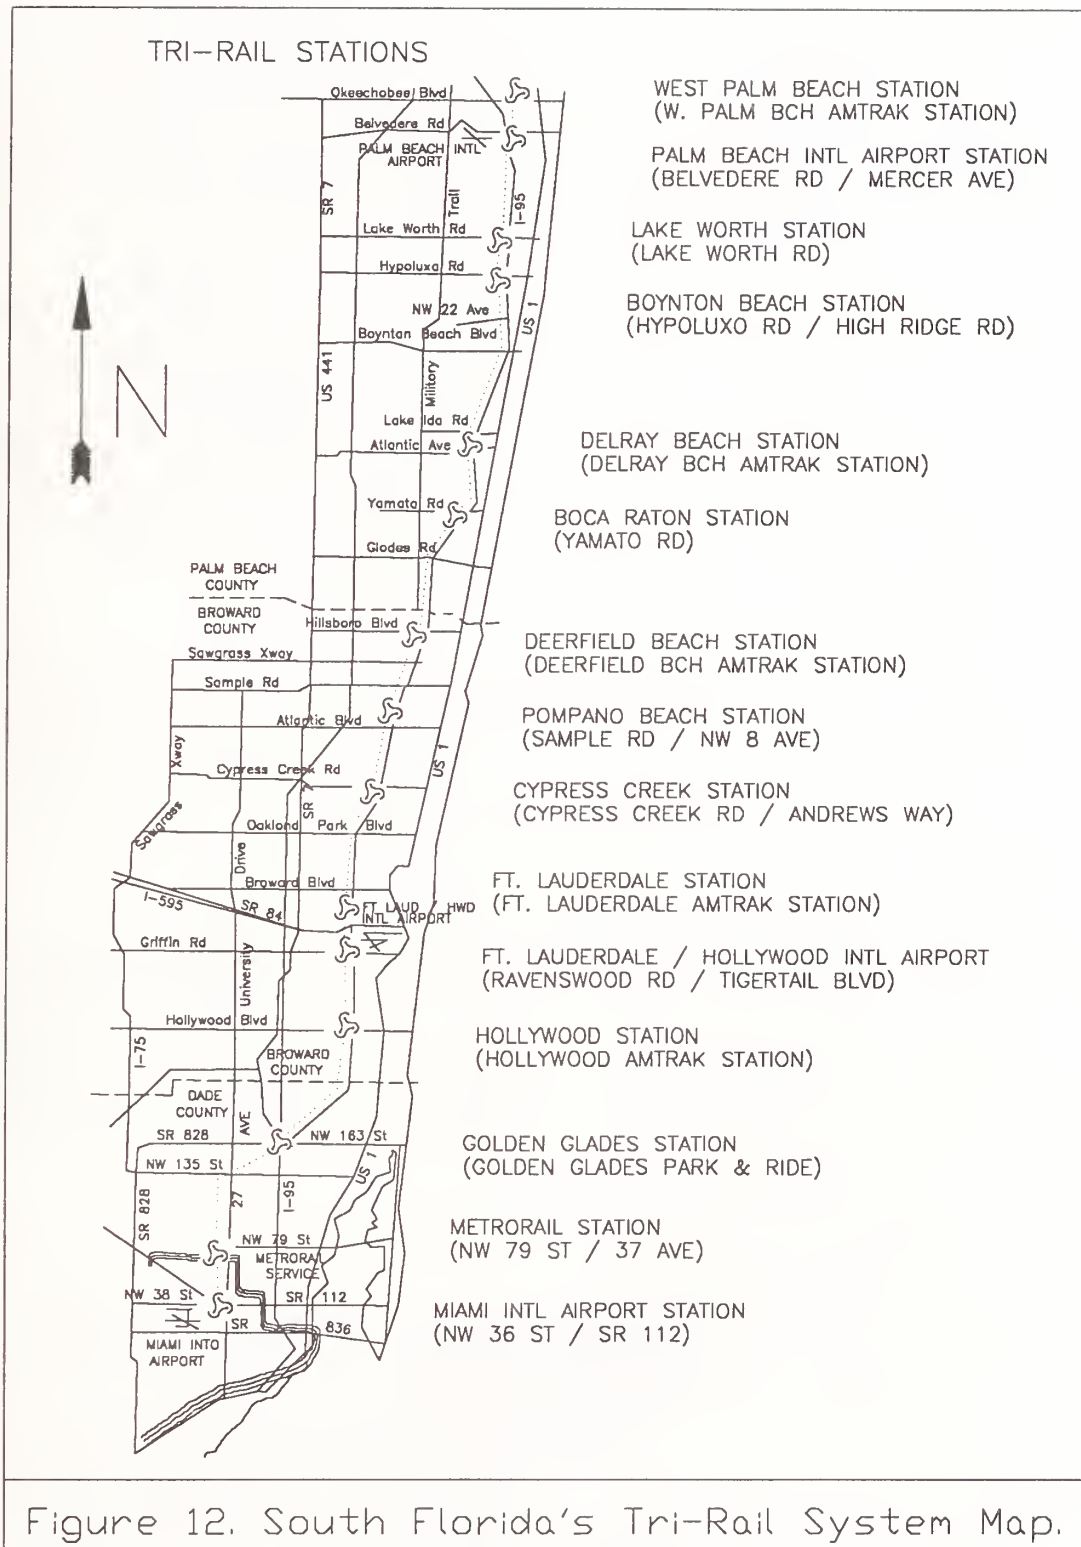 TRI-RAIL STATIONS
Okeechobee Blvd
WEST PALM BEACH STATION
(W. PALM BCH AMTRAK STATION)
Belvedere Rd
PALM BEACH INTL
AIRPORT
PALM BEACH INTL AIRPORT STATION
(BELVEDERE RD / MERCER AVE)
SR 7
Trail
I-95
Lake Worth Rd
LAKE WORTH STATION
(LAKE WORTH RD)
Hypoluxa Rd
NW 22 Ave
BOYNTON BEACH STATION
(HYPOLUXO RD / HIGH RIDGE RD)
US 1
Boynton Beach Blvd
N
US 441
Military
Lake Ida Rd
Atlantic Ave
DELRAY BEACH STATION
(DELRAY BCH AMTRAK STATION)
Yamato Rd
BOCA RATON STATION
(YAMATO RD)
Glades Rd
PALM BEACH
COUNTY
BROWARD
COUNTY
Hillsboro Blvd
DEERFIELD BEACH STATION
(DEERFIELD BCH AMTRAK STATION)
Sawgrass Xway
Sample Rd
Atlantic Blvd
POMPANO BEACH STATION
(SAMPLE RD / NW 8 AVE)
US 1
Xway
Cypress Creek Rd
CYPRESS CREEK STATION
(CYPRESS CREEK RD / ANDREWS WAY)
SR 7
Sawgrass
Oakland Park Blvd
Drive
Broward Blvd
I-595
SR 84
FT LAUD / HWD
INTL AIRPORT
FT. LAUDERDALE STATION
(FT. LAUDERDALE AMTRAK STATION)
Griffin Rd
University
FT. LAUDERDALE / HOLLYWOOD INTL AIRPORT
(RAVENSWOOD RD / TIGERTAIL BLVD)
Hollywood Blvd
HOLLYWOOD STATION
(HOLLYWOOD AMTRAK STATION)
I-75
BROWARD
COUNTY
DADE
COUNTY
AVE
SR 828
NW 163 St
GOLDEN GLADES STATION
(GOLDEN GLADES PARK & RIDE)
NW 135 St
US 1
SR 828
27
I-95
NW 79 St
METRORAIL STATION
(NW 79 ST / 37 AVE)
METRORAIL
SERVICE
NW 38 St
SR 112
MIAMI INTL AIRPORT STATION
(NW 36 ST / SR 112)
SR 836
MIAMI INTO
AIRPORT
Figure 12. South Florida's Tri-Rail System Map.